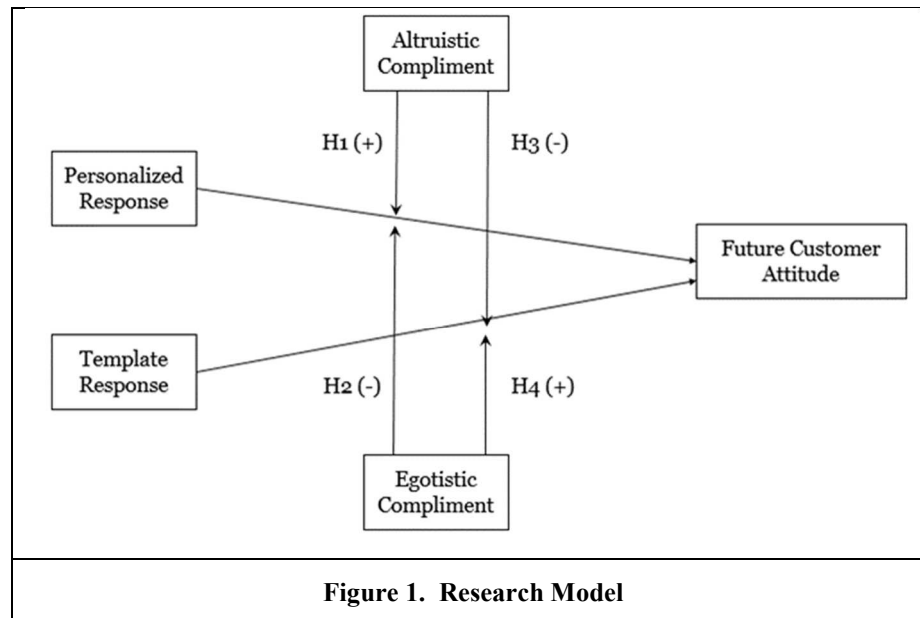 Altruistic
Compliment
H1 (+)
H3 (-)
Personalized
Response
Future Customer
Attitude
Template
Response
H2 (-)
H4 (+)
Egotistic
Compliment
Figure 1. Research Model